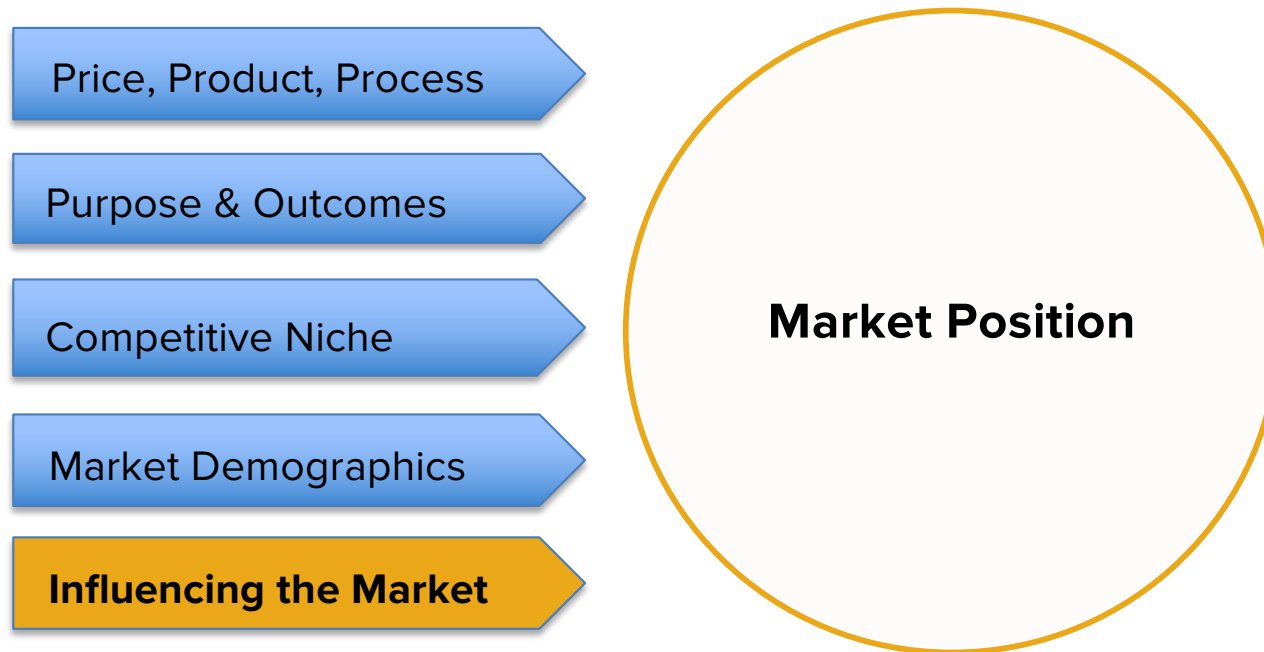 Price, Product, Process
Purpose & Outcomes
Competitive Niche
Market Demographics
Influencing the Market
Market Position